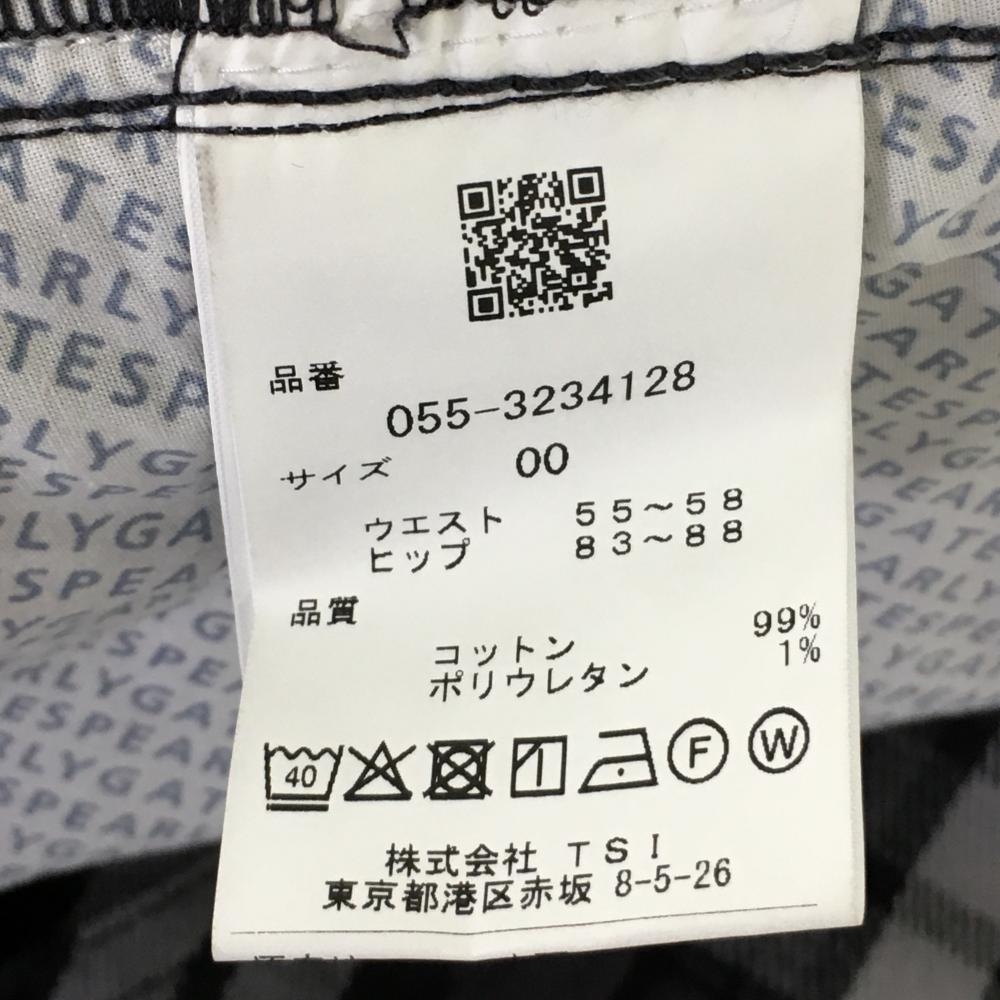 品番
055-3234128
サイズ 00
ウエスト 55～58
ヒップ 83～88
品質
コットン 99%
ポリウレタン 1%
40 F W
株式会社 TSI
東京都港区赤坂 8-5-26